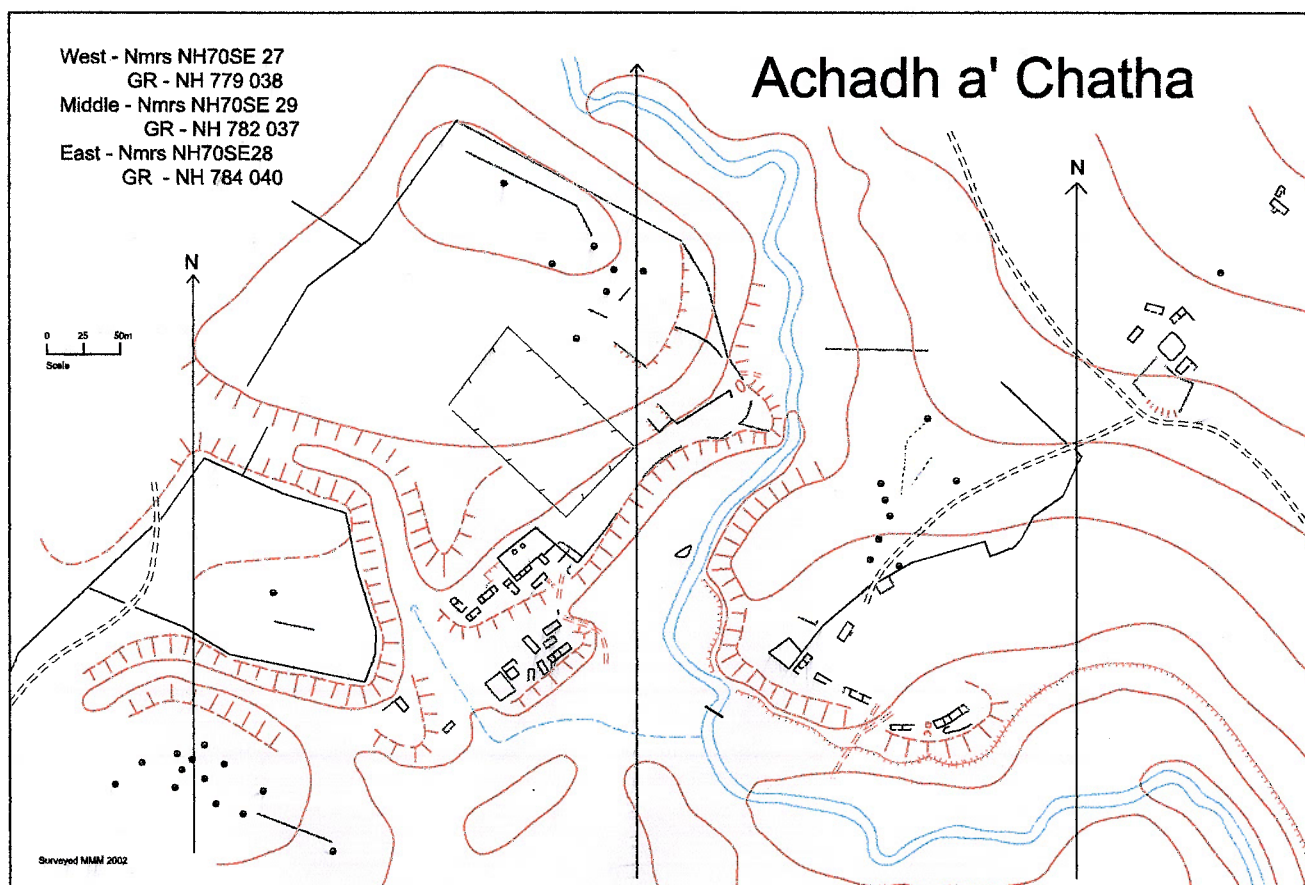 West - Nmrs NH70SE 27
GR - NH 779 038
Middle - Nmrs NH70SE 29
GR - NH 782 037
East - Nmrs NH70SE28
GR - NH 784 040
Achadh a' Chatha
N
N
0 25 50m
Scale
Surveyed MMM 2002